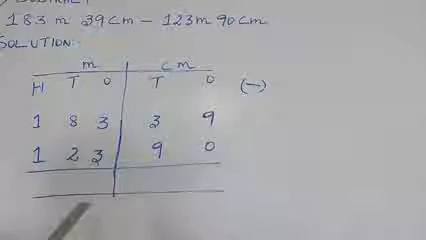 183 m 39 cm - 123 m 90 cm
SOLUTION:
m cm
H T O T O (-)
1 8 3 3 9
1 2 3 9 0